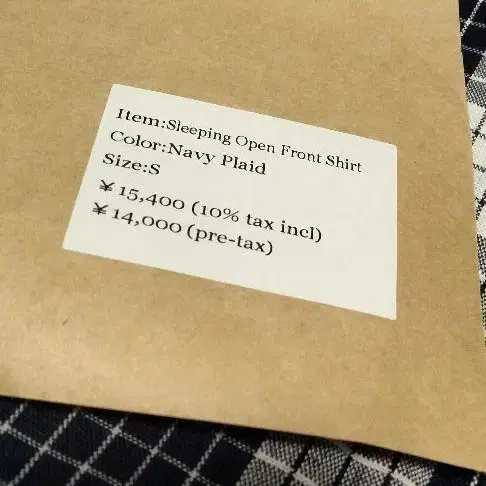 Item:Sleeping Open Front Shirt
Color:Navy Plaid
Size:S
¥15,400 (10% tax incl)
¥14,000 (pre-tax)